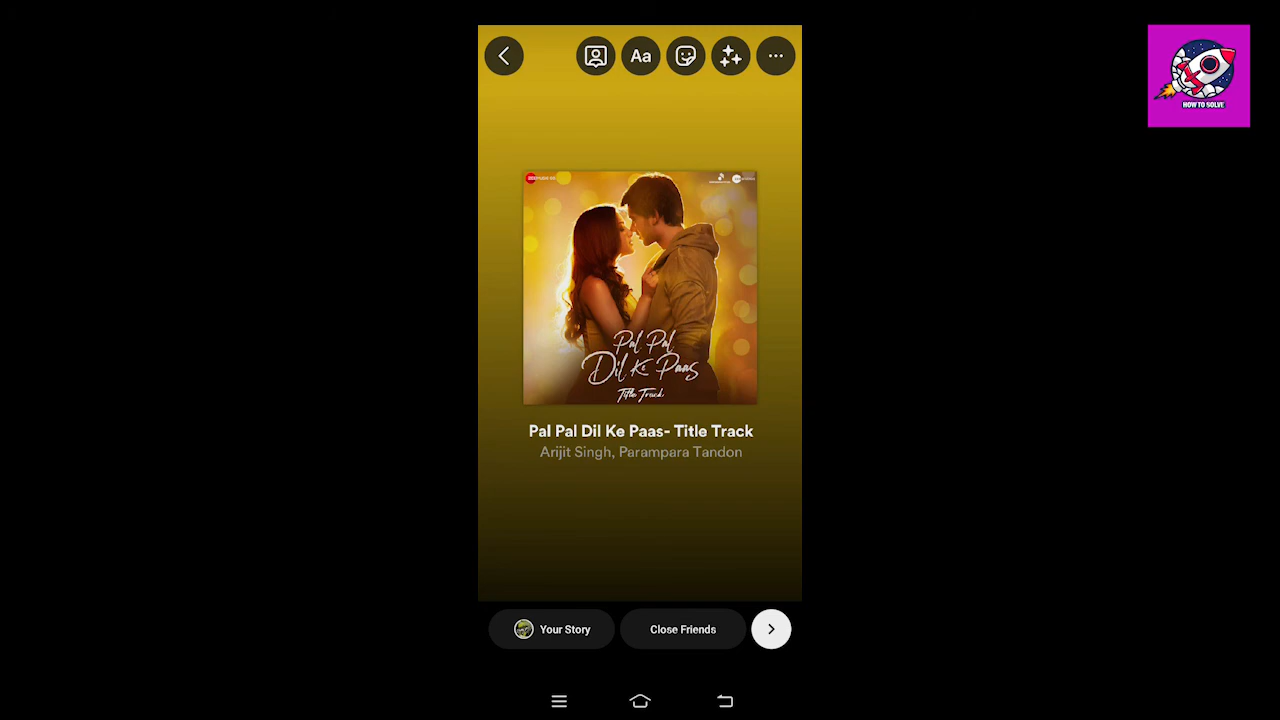 Aa
HOW TO SOLVE
Pal Pal
Dil Ke Paas
Title Track
Pal Pal Dil Ke Paas- Title Track
Arijit Singh, Parampara Tandon
Your Story
Close Friends